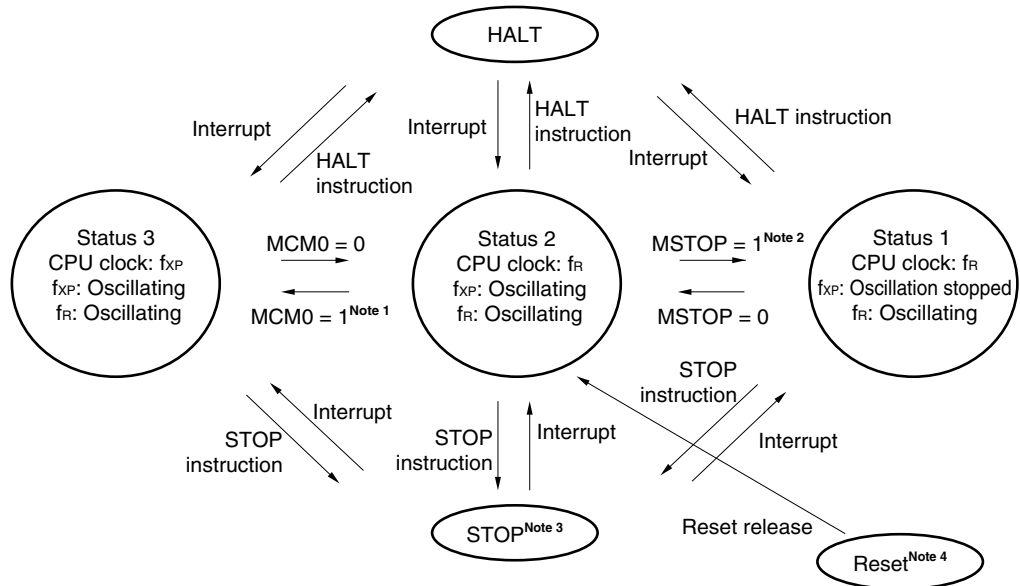 HALT
Interrupt
HALT
instruction
Interrupt
HALT
instruction
Interrupt
HALT instruction
Status 3
CPU clock: fXP
fXP: Oscillating
fR: Oscillating
MCM0 = 0
MCM0 = 1Note 1
Status 2
CPU clock: fR
fXP: Oscillating
fR: Oscillating
MSTOP = 1Note 2
MSTOP = 0
Status 1
CPU clock: fR
fXP: Oscillation stopped
fR: Oscillating
STOP
instruction
Interrupt
STOP
instruction
Interrupt
STOP
instruction
Interrupt
STOPNote 3
Reset release
ResetNote 4